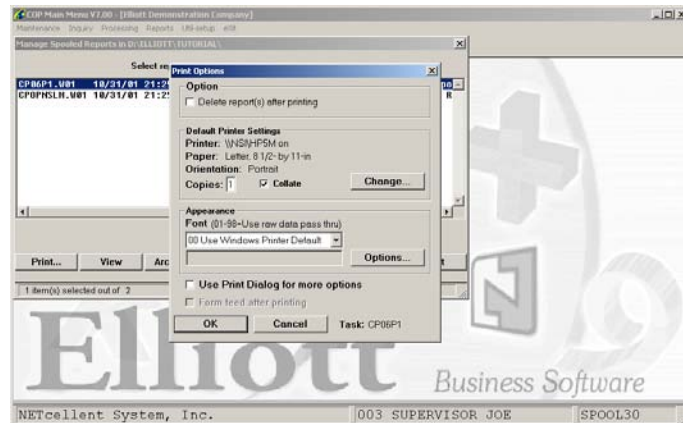 COP Main Menu V7.00 - [Elliott Demonstration Company]
Maintenance Inquiry Processing Reports Util-setup eXit
Manage Spooled Reports in D:\ELLIOTT\TUTORIAL\
Select re
CP06P1.W01 10/31/01 21:2
CPOPNSLM.W01 10/31/01 21:2
Print... View Arc
1 item(s) selected out of 2
Print Options
Option
Delete report(s) after printing
Default Printer Settings
Printer: \\NSI\HP5M on
Paper: Letter, 8 1/2- by 11-in
Orientation: Portrait
Copies: 1 Collate Change...
Appearance
Font (01-98=Use raw data pass thru)
00 Use Windows Printer Default
Options...
Use Print Dialog for more options
Form feed after printing
OK Cancel Task: CP06P1
Elliott
Business Software
NETcellent System, Inc. 003 SUPERVISOR JOE SPOOL30